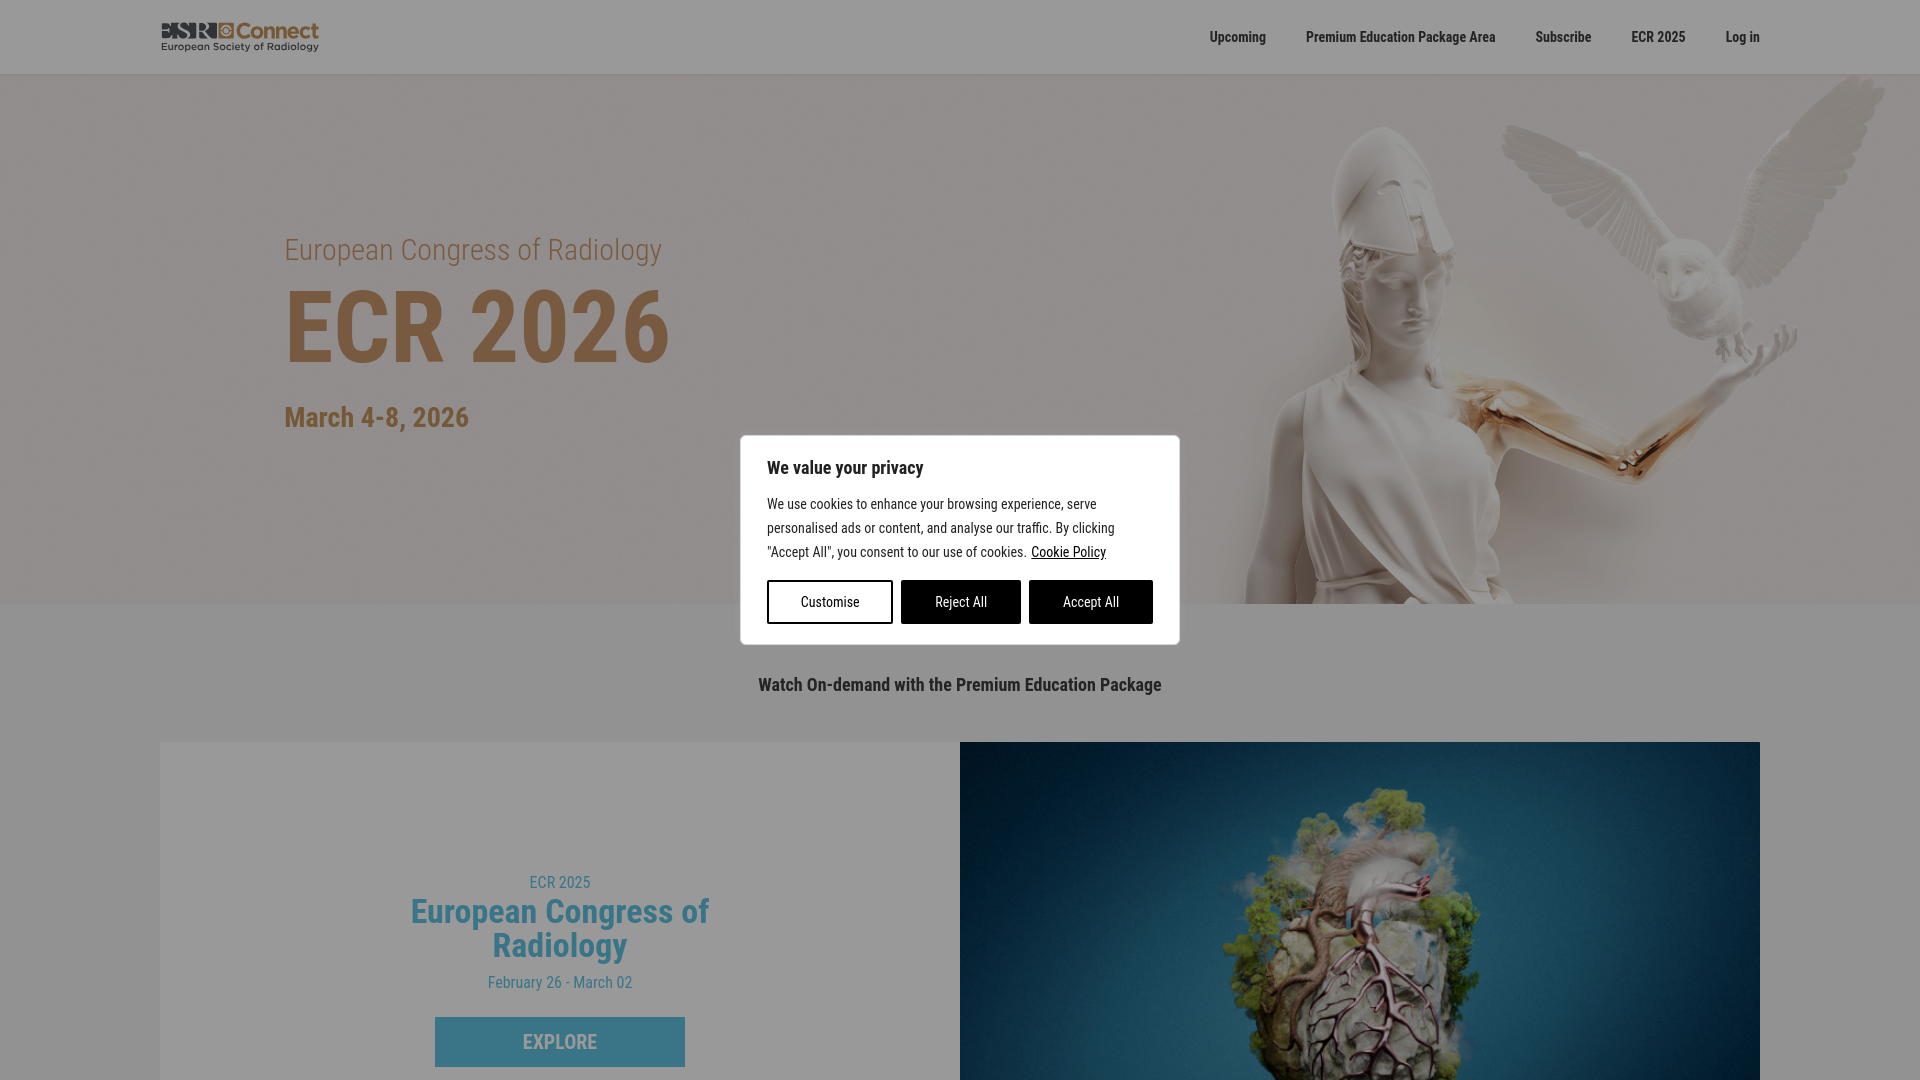 ESR Connect
European Society of Radiology
Upcoming
Premium Education Package Area
Subscribe
ECR 2025
Log in
European Congress of Radiology
ECR 2026
March 4-8, 2026
We value your privacy
We use cookies to enhance your browsing experience, serve
personalised ads or content, and analyse our traffic. By clicking
"Accept All", you consent to our use of cookies. Cookie Policy
Customise
Reject All
Accept All
Watch On-demand with the Premium Education Package
ECR 2025
European Congress of
Radiology
February 26 - March 02
EXPLORE